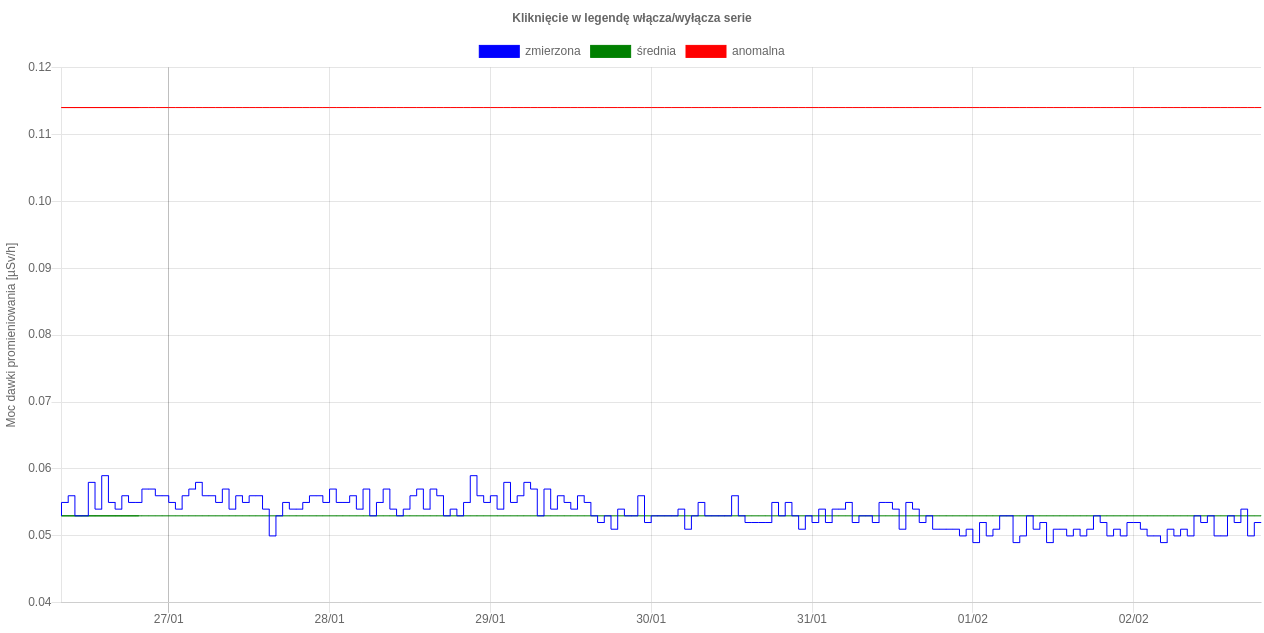 Kliknięcie w legendę włącza/wyłącza serie
zmierzona średnia anomalna
0.12
0.11
0.10
0.09
0.08
0.07
0.06
0.05
0.04
Moc dawki promieniowania [µSv/h]
27/01 28/01 29/01 30/01 31/01 01/02 02/02